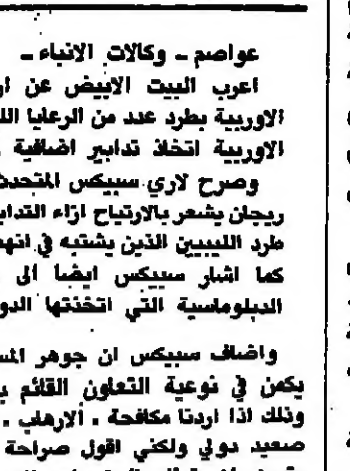 عواصم ـ وكالات الانباء ـ
اعرب البيت الابيض عن ار
الاوربية بطرد عدد من الرعايا الل
الاوربية اتخاذ تدابير اضافية .
وصرح لاري سبيكس المتحدث
ريجان يشعر بالارتياح ازاء التداب
طرد الليبيين الذين يشتبه في انهم
كما اشار سبيكس ايضا الى
الدبلوماسية التي اتخذتها الدو
واضاف سبيكس ان جوهر المس
يكمن في نوعية التعاون القائم ب
وذلك اذا اردنا مكافحة . الارهاب .
صعيد دولي ولكني اقول صراحة